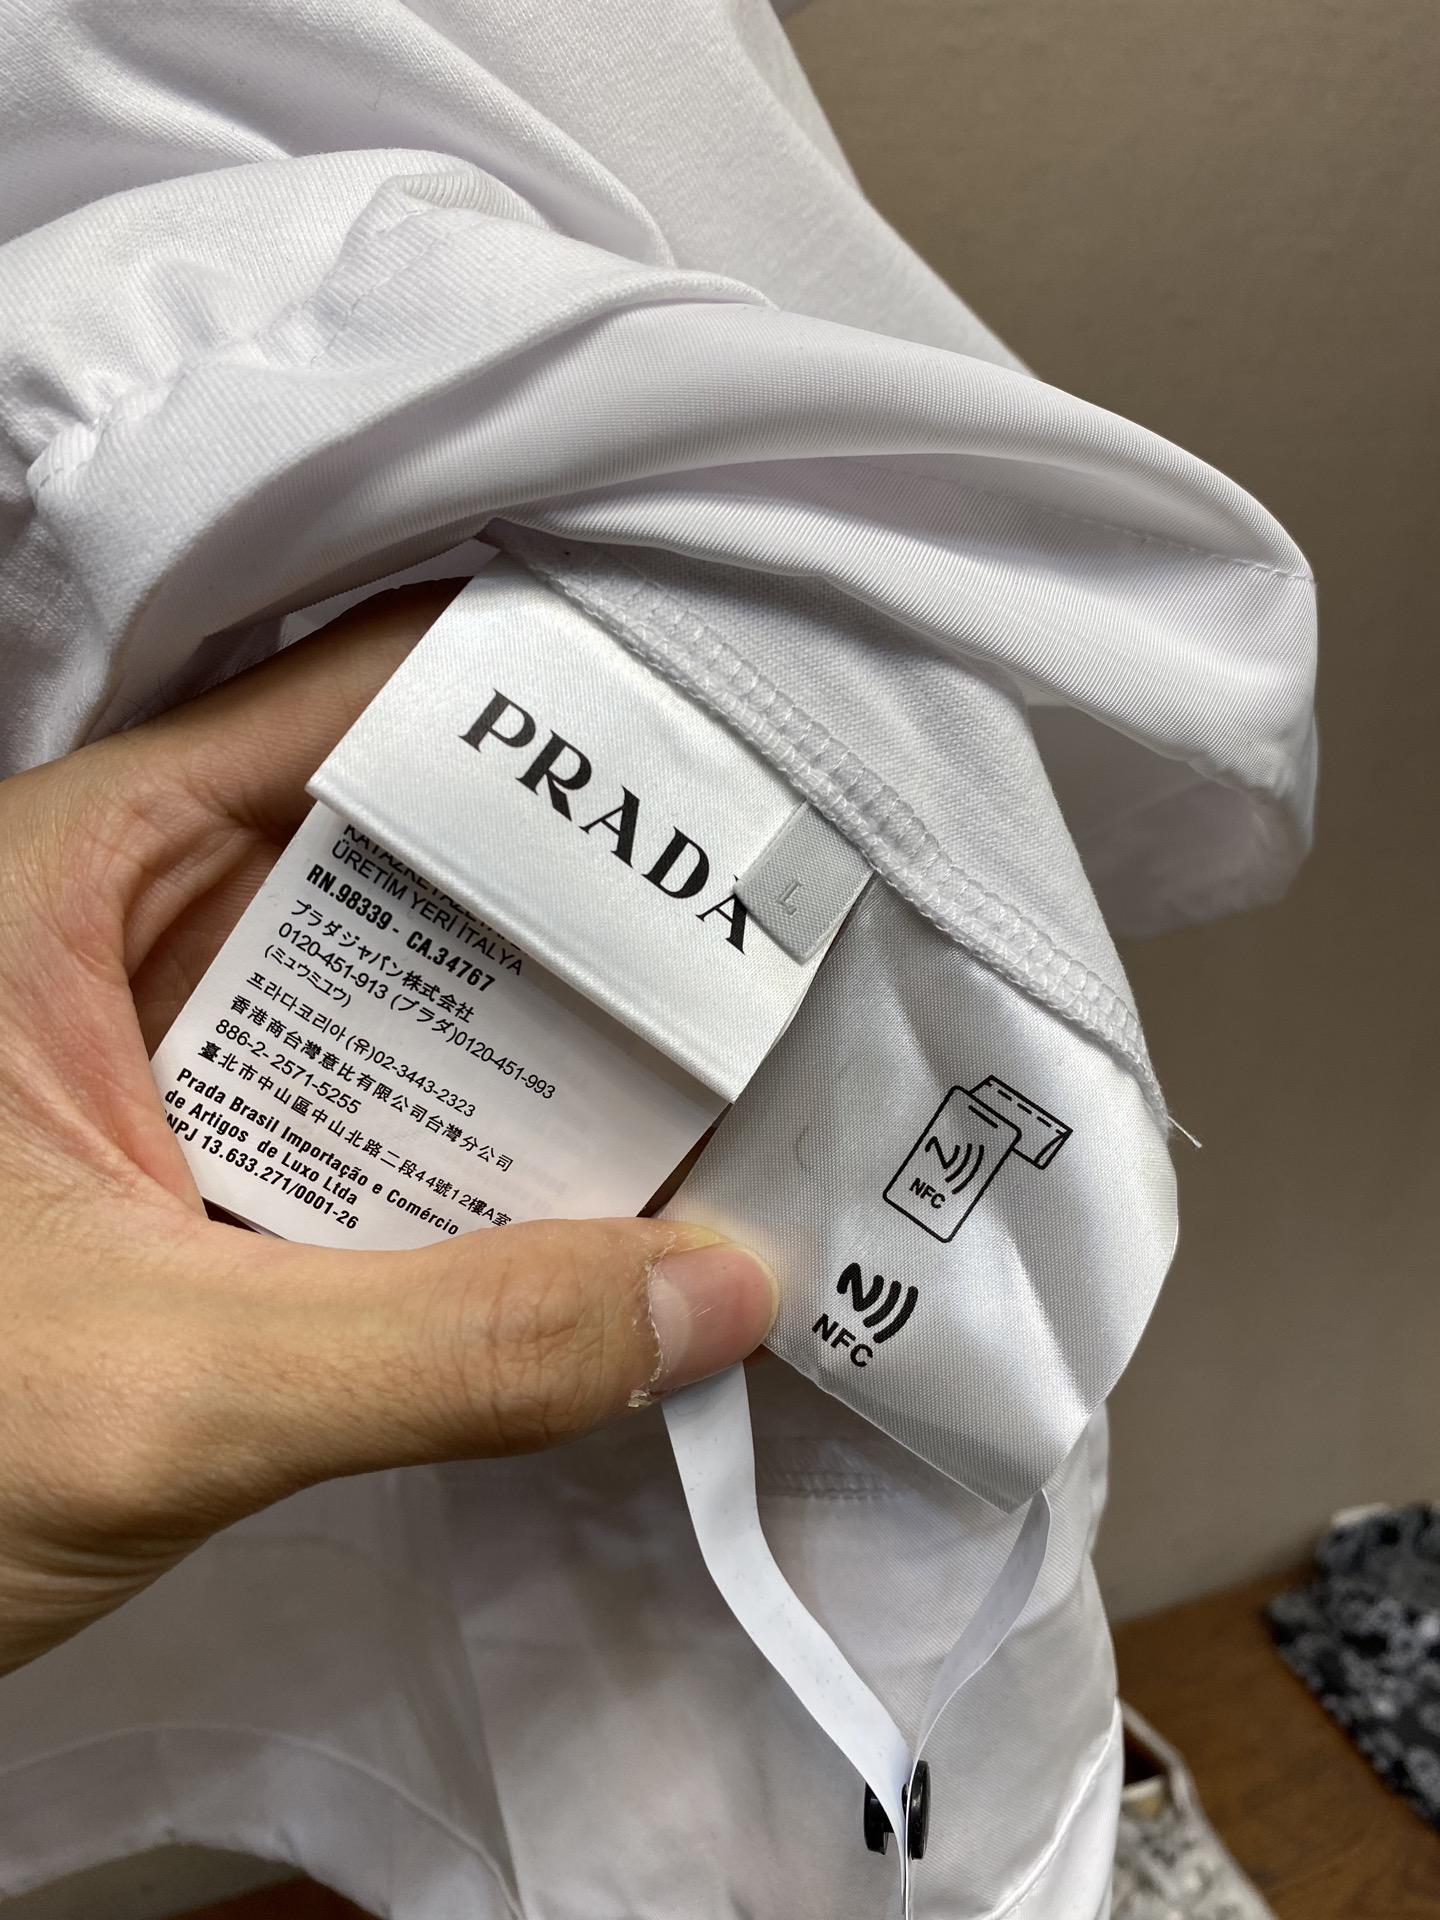 PRADA
L
ÜRETİM YERİ İTALYA
RN.98339 - CA.34767
プラダジャパン株式会社
0120-451-913 (プラダ)0120-451-993
(ミュウミュウ)
프라다코리아(유)02-3443-2323
香港商台灣意比有限公司台灣分公司
886-2- 2571-5255
臺北市中山區中山北路二段44號12樓A室
Prada Brasil Importação e Comércio
de Artigos de Luxo Ltda
NPJ 13.633.271/0001-26
NFC
NFC